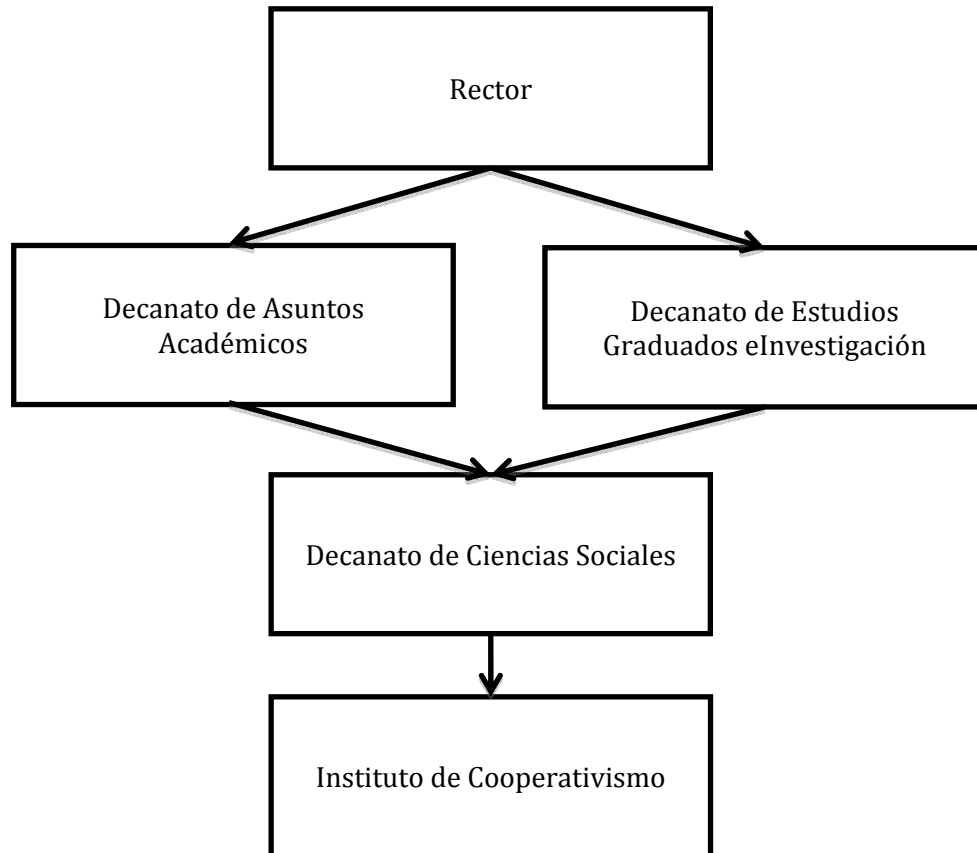 Rector
Decanato de Asuntos
Académicos
Decanato de Estudios
Graduados eInvestigación
Decanato de Ciencias Sociales
Instituto de Cooperativismo